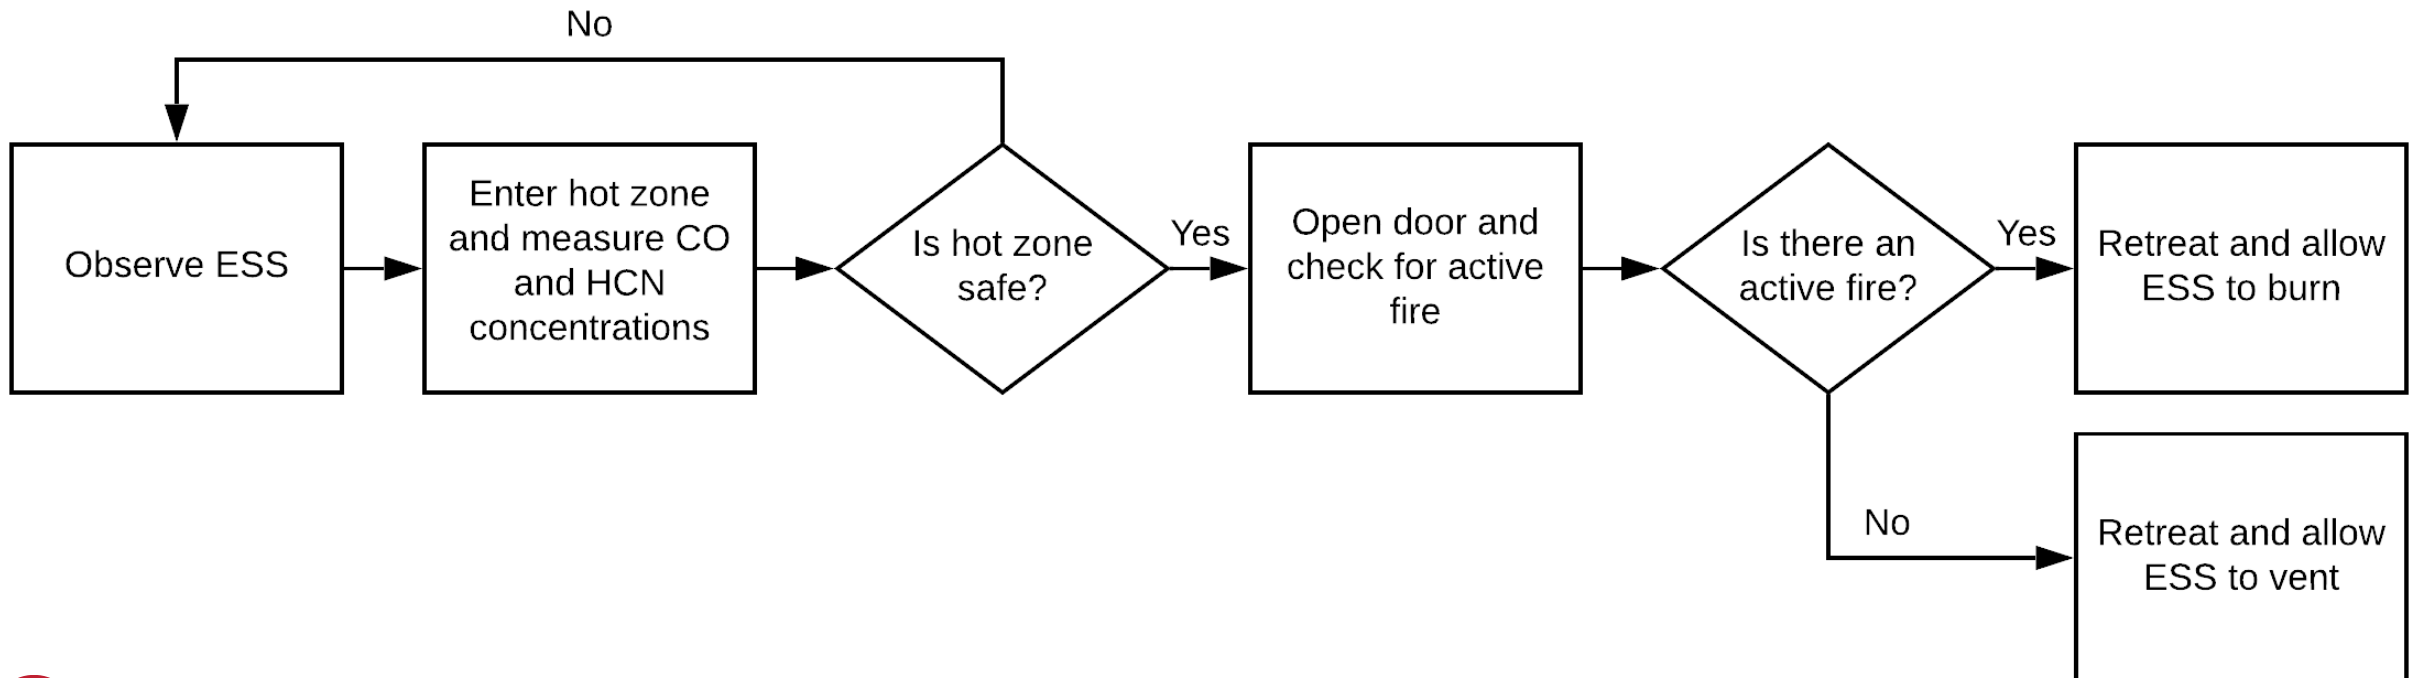 No
Observe ESS
Enter hot zone
and measure CO
and HCN
concentrations
Is hot zone
safe?
Yes
Open door and
check for active
fire
Is there an
active fire?
Yes
Retreat and allow
ESS to burn
No
Retreat and allow
ESS to vent